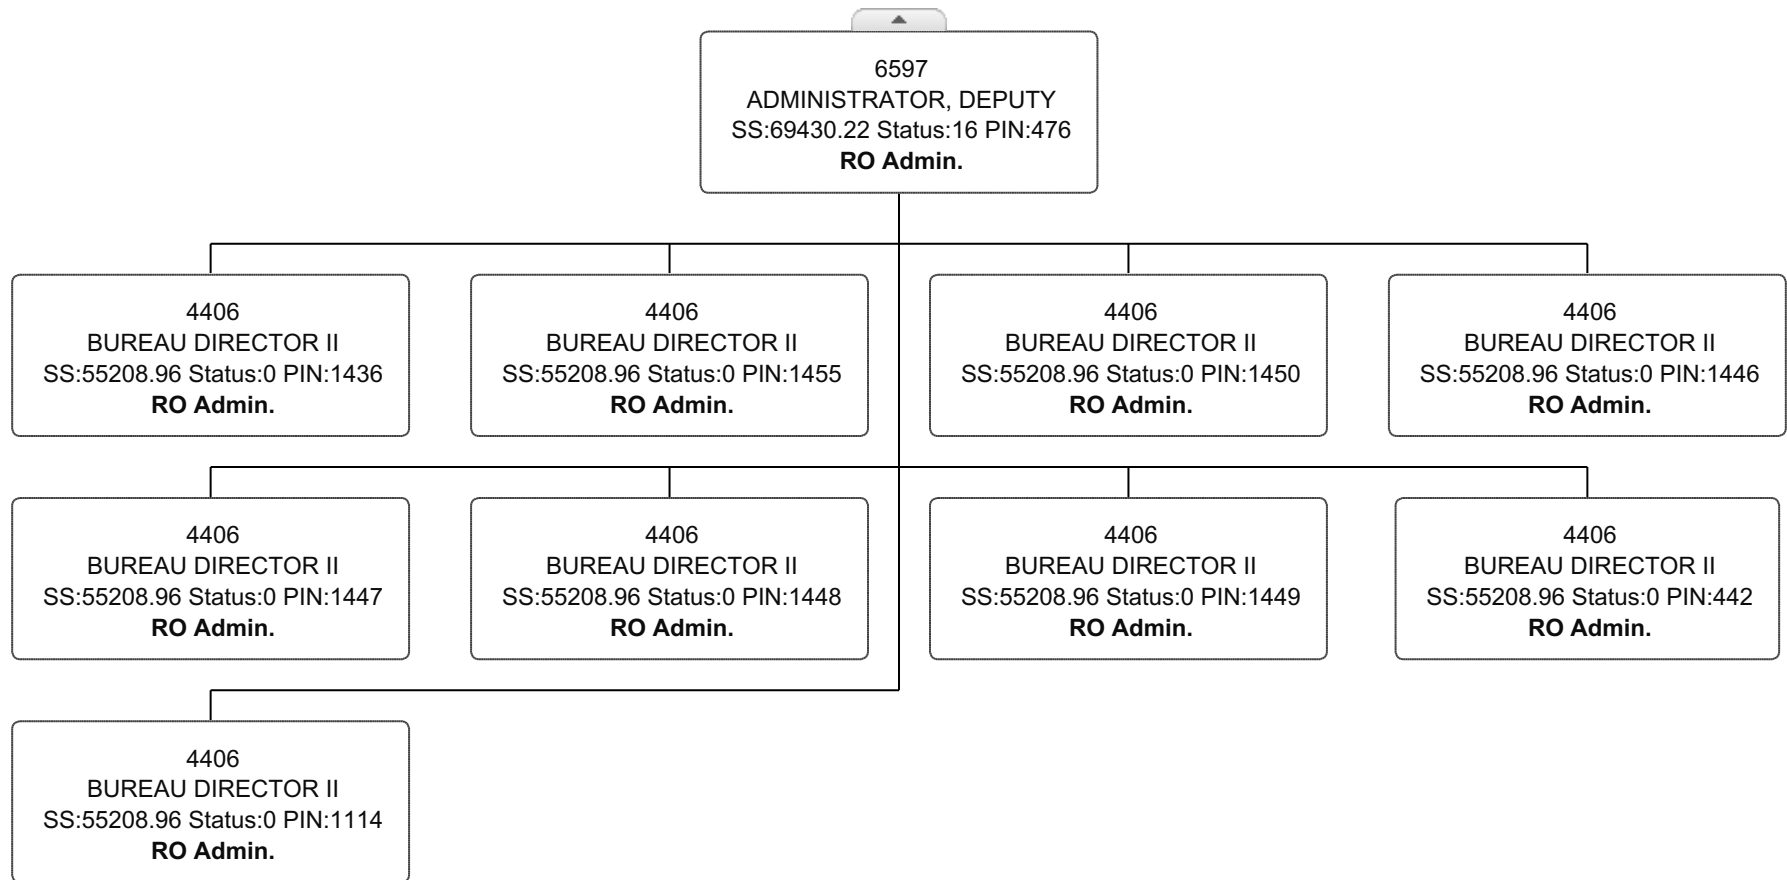 6597
ADMINISTRATOR, DEPUTY
SS:69430.22 Status:16 PIN:476
RO Admin.
4406
BUREAU DIRECTOR II
SS:55208.96 Status:0 PIN:1436
RO Admin.
4406
BUREAU DIRECTOR II
SS:55208.96 Status:0 PIN:1455
RO Admin.
4406
BUREAU DIRECTOR II
SS:55208.96 Status:0 PIN:1450
RO Admin.
4406
BUREAU DIRECTOR II
SS:55208.96 Status:0 PIN:1446
RO Admin.
4406
BUREAU DIRECTOR II
SS:55208.96 Status:0 PIN:1447
RO Admin.
4406
BUREAU DIRECTOR II
SS:55208.96 Status:0 PIN:1448
RO Admin.
4406
BUREAU DIRECTOR II
SS:55208.96 Status:0 PIN:1449
RO Admin.
4406
BUREAU DIRECTOR II
SS:55208.96 Status:0 PIN:442
RO Admin.
4406
BUREAU DIRECTOR II
SS:55208.96 Status:0 PIN:1114
RO Admin.